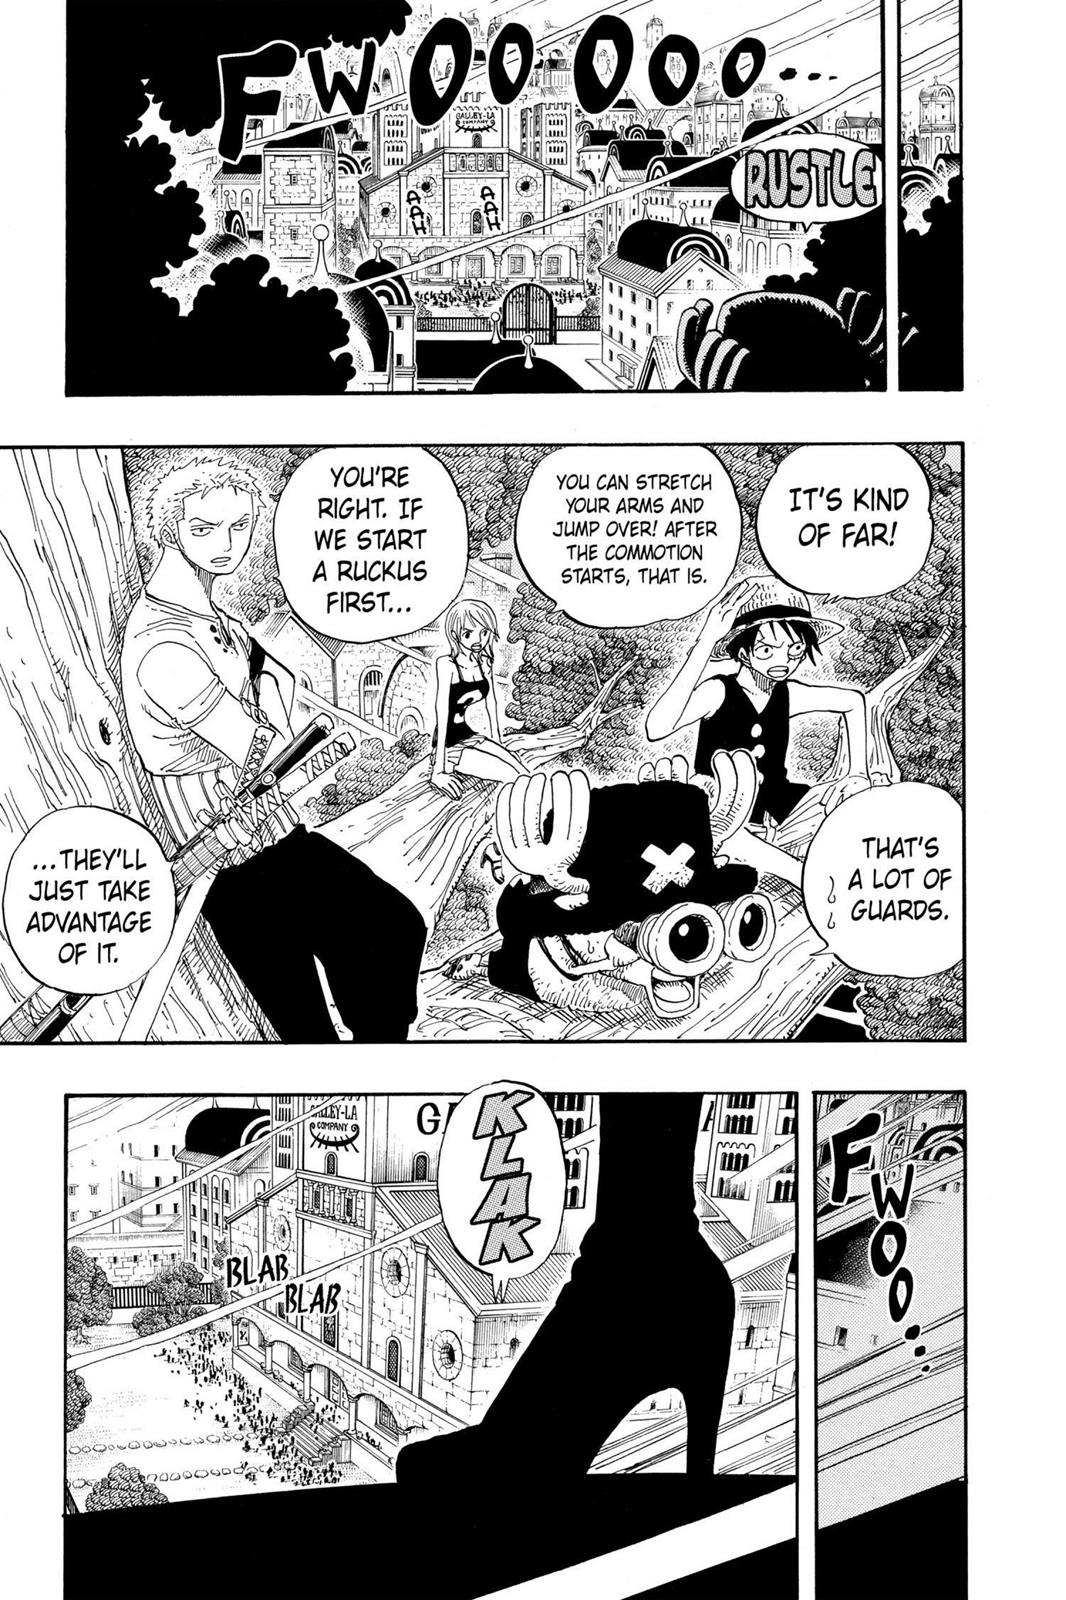 FWOOOOOO...
RUSTLE
GALLEY-LA
COMPANY
AAH
AAH
IT'S KIND
OF FAR!
YOU CAN STRETCH
YOUR ARMS AND
JUMP OVER! AFTER
THE COMMOTION
STARTS, THAT IS.
YOU'RE
RIGHT. IF
WE START
A RUCKUS
FIRST...
THAT'S
A LOT OF
GUARDS.
...THEY'LL
JUST TAKE
ADVANTAGE
OF IT.
FWOO...
KLAK
GALLEY-LA
COMPANY
GA
A
BLAB
BLAB